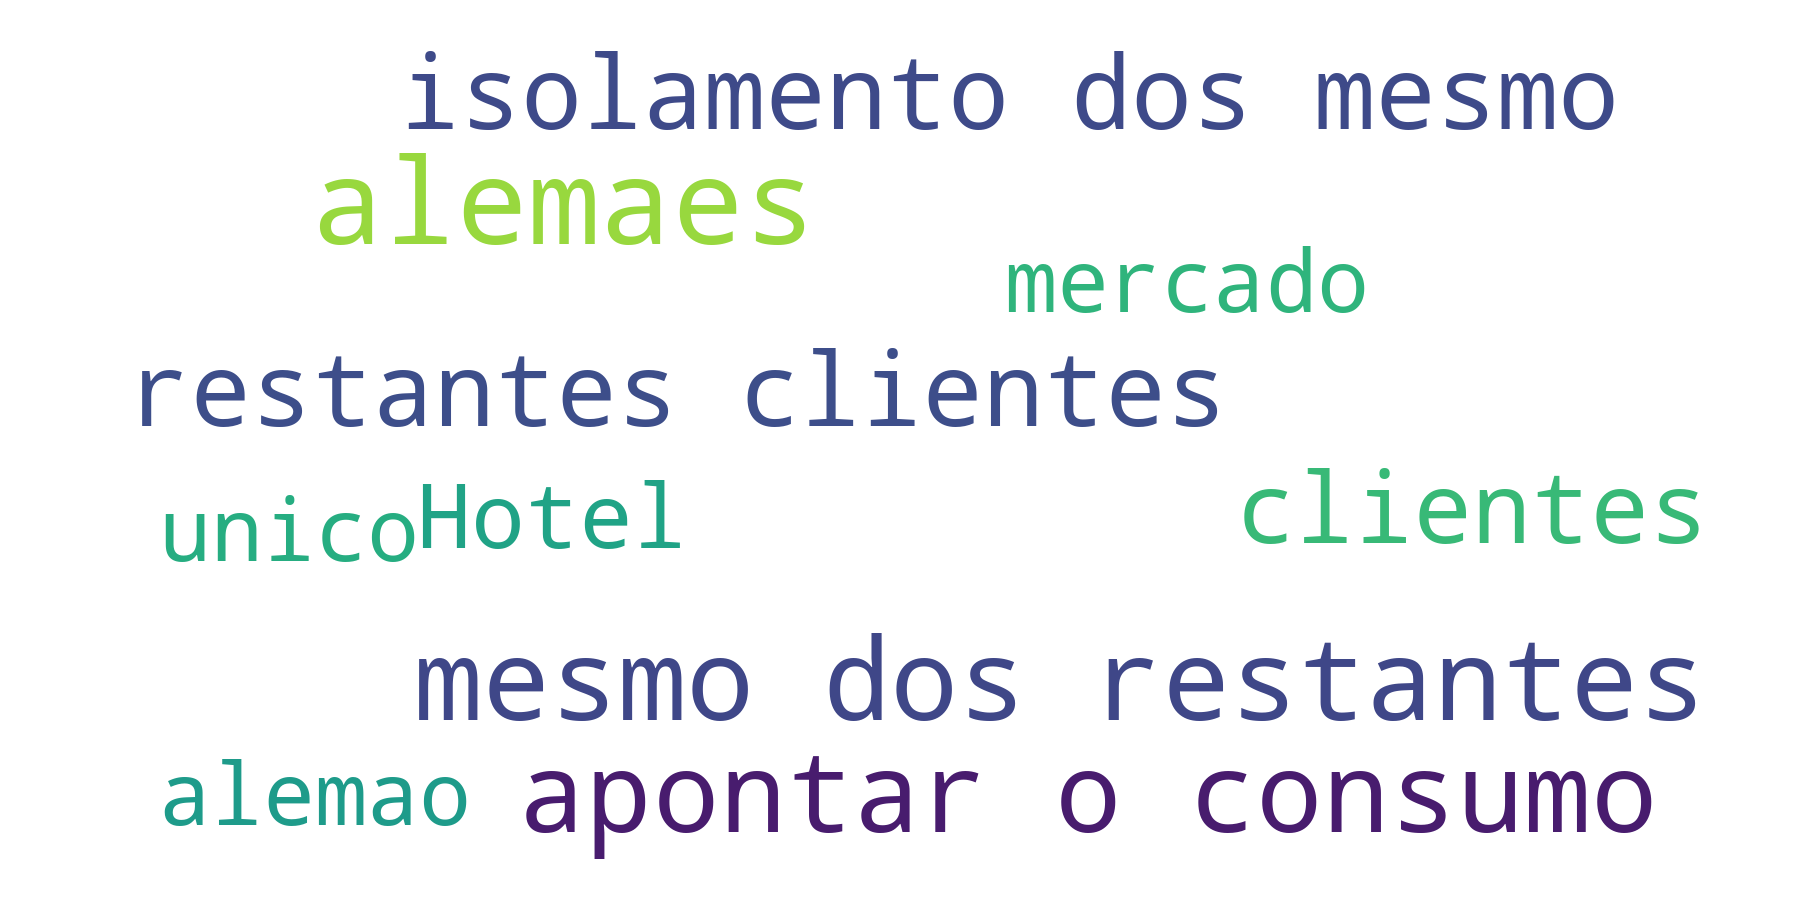 isolamento dos mesmo
alemaes
mercado
restantes clientes
unico Hotel
clientes
mesmo dos restantes
alemao apontar o consumo